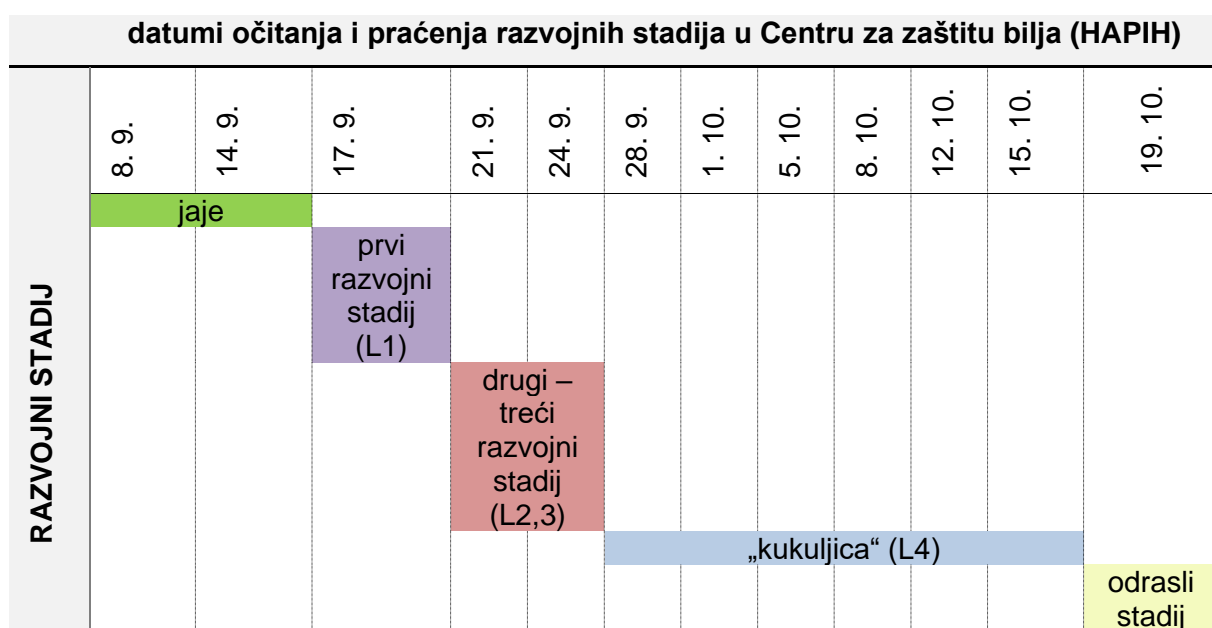 datumi očitanja i praćenja razvojnih stadija u Centru za zaštitu bilja (HAPIH)
RAZVOJNI STADIJ
8. 9.
14. 9.
17. 9.
21. 9.
24. 9.
28. 9.
1. 10.
5. 10.
8. 10.
12. 10.
15. 10.
19. 10.
jaje
prvi
razvojni
stadij
(L1)
drugi –
treći
razvojni
stadij
(L2,3)
„kukuljica“ (L4)
odrasli
stadij